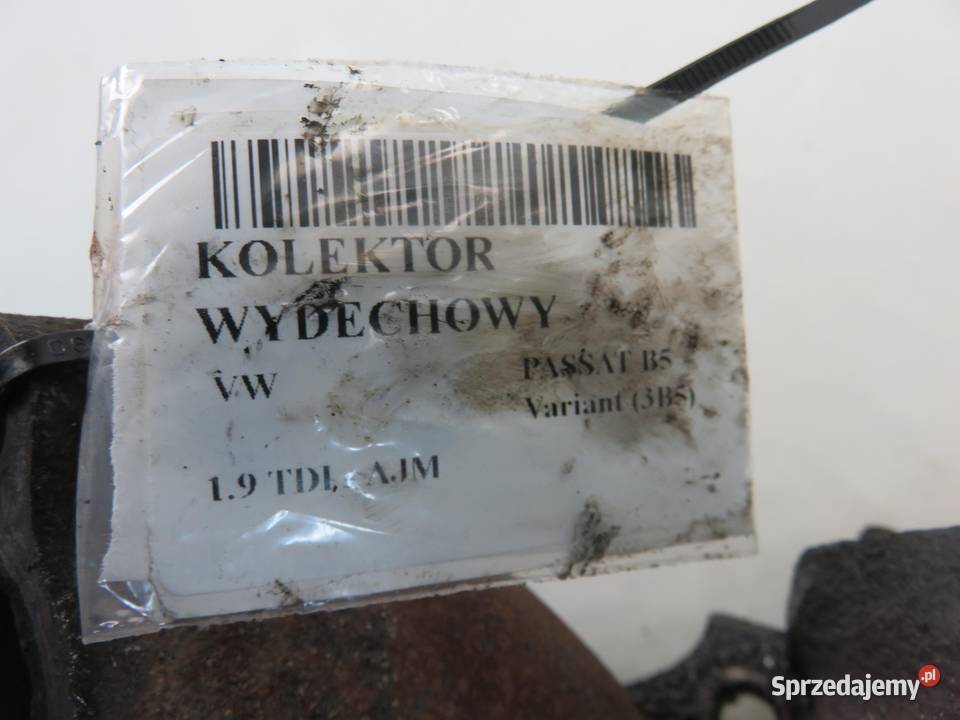 KOLEKTOR
WYDECHOWY
VW
PASSAT B5
Variant (3B5)
1.9 TDI, AJM
Sprzedajemy.pl